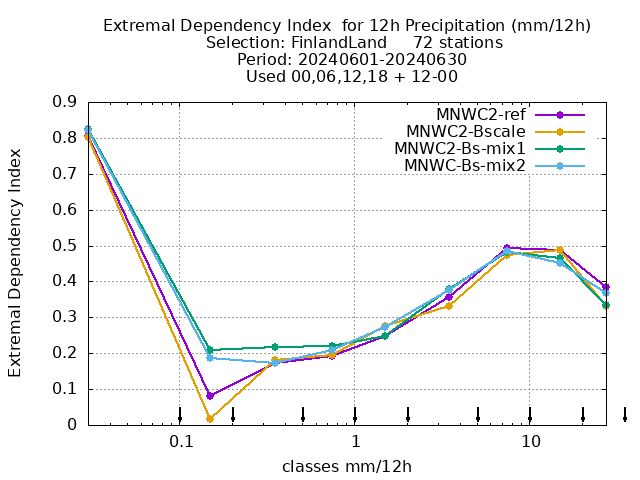 Extremal Dependency Index  for 12h Precipitation (mm/12h)
Selection: FinlandLand     72 stations
Period: 20240601-20240630
Used 00,06,12,18 + 12-00
MNWC2-ref
MNWC2-Bscale
MNWC2-Bs-mix1
MNWC-Bs-mix2
Extremal Dependency Index
0.9
0.8
0.7
0.6
0.5
0.4
0.3
0.2
0.1
0
0.1 1 10
classes mm/12h